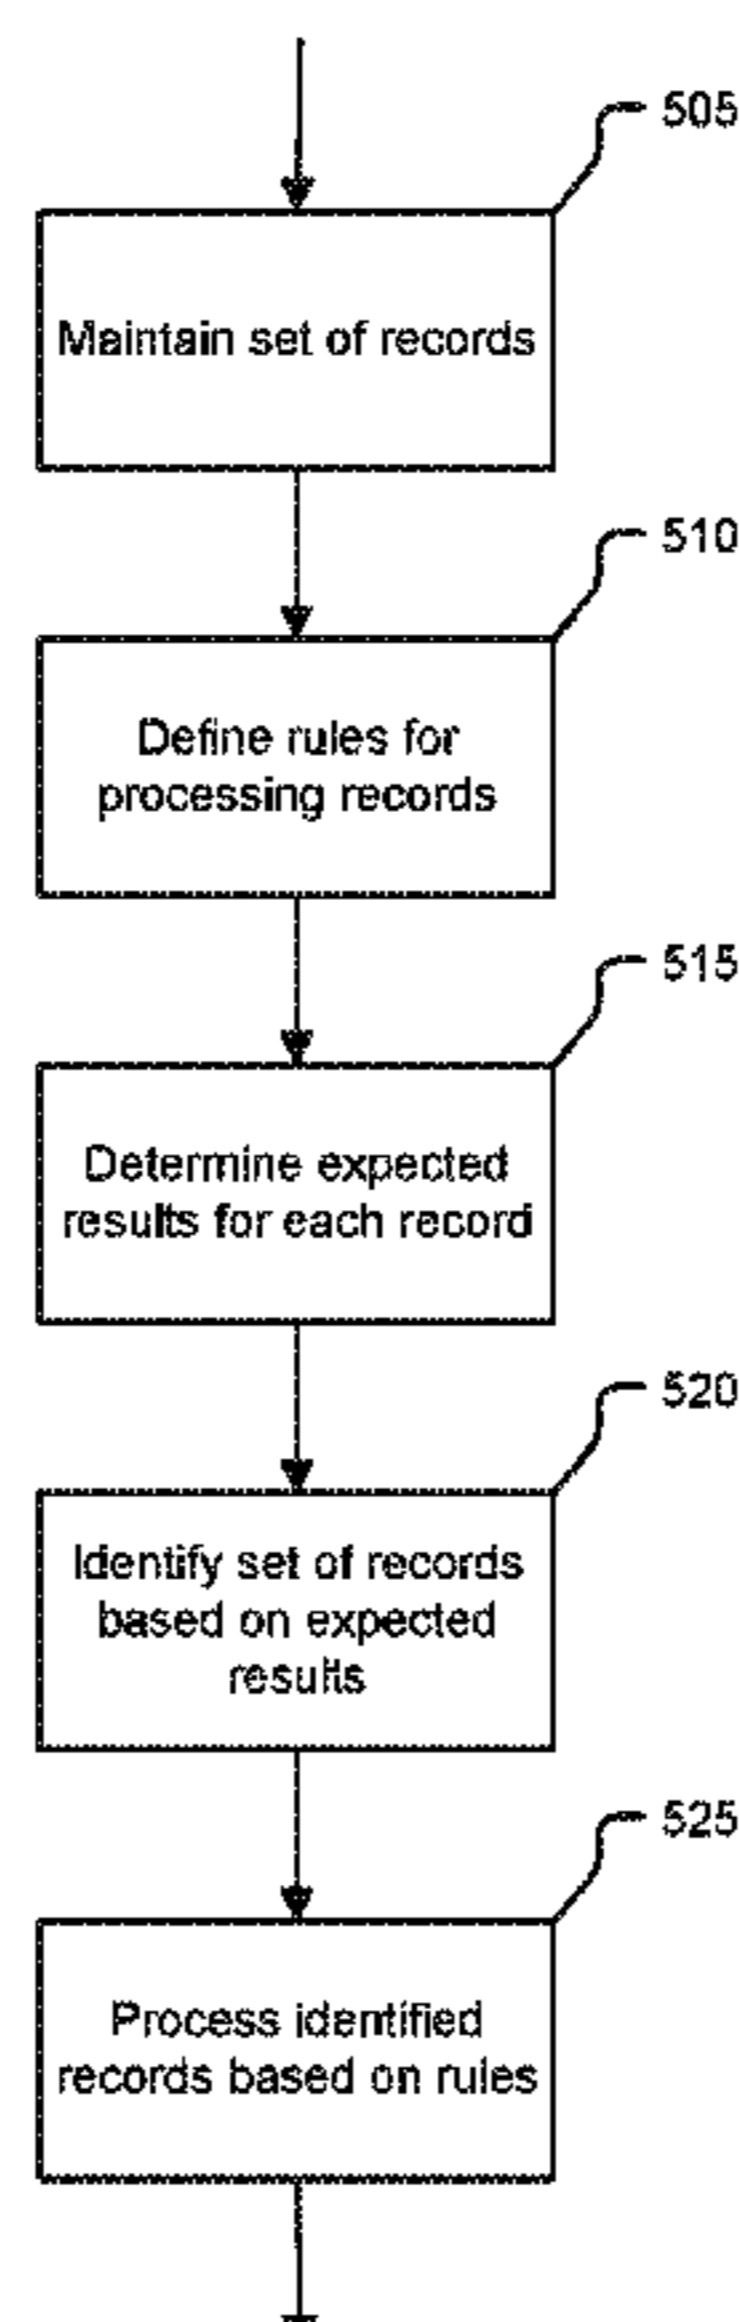 505
Maintain set of records
510
Define rules for
processing records
515
Determine expected
results for each record
520
Identify set of records
based on expected
results
525
Process identified
records based on rules